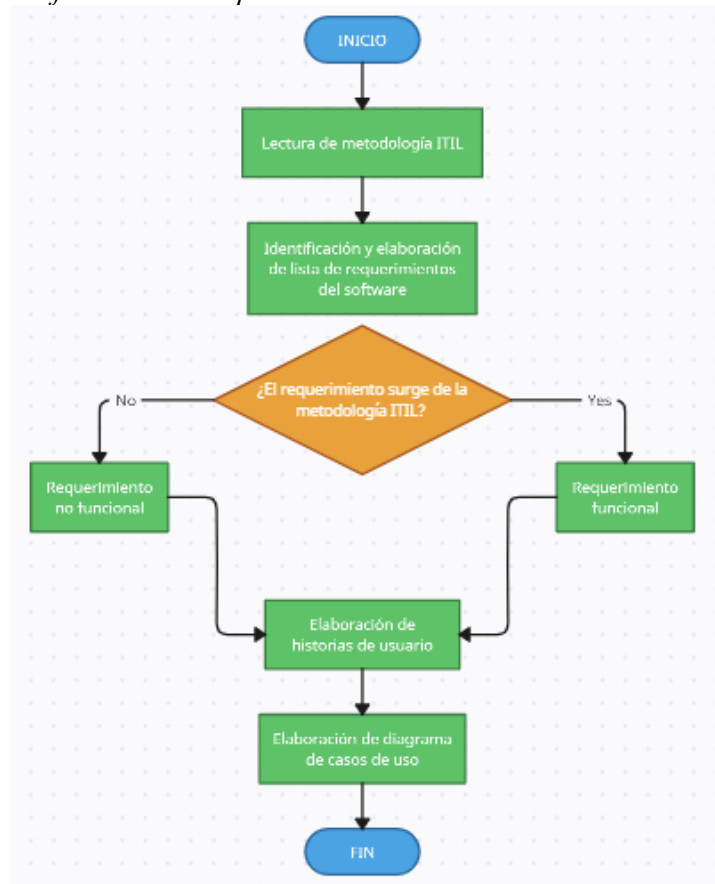 INICIO
Lectura de metodología ITIL
Identificación y elaboración
de lista de requerimientos
del software
¿El requerimiento surge de la
metodología ITIL?
No
Yes
Requerimiento
no funcional
Requerimiento
funcional
Elaboración de
historias de usuario
Elaboración de diagrama
de casos de uso
FIN